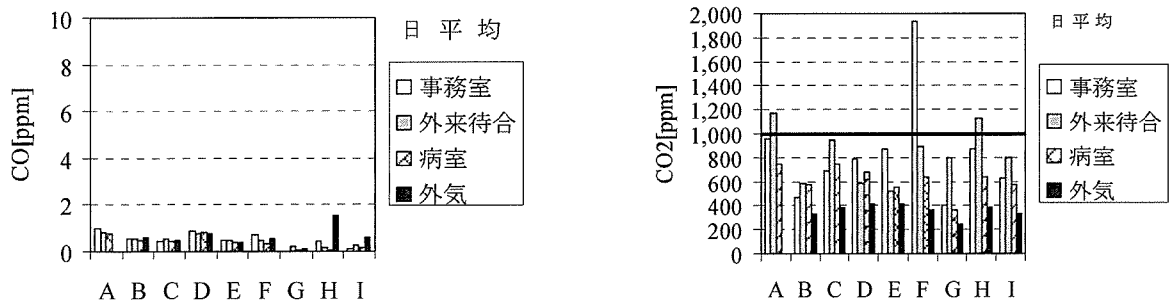 10
8
6
4
2
0
CO[ppm]
A B C D E F G H I
日 平 均
事務室
外来待合
病室
外気
2,000
1,800
1,600
1,400
1,200
1,000
800
600
400
200
0
CO2[ppm]
A B C D E F G H I
日 平 均
事務室
外来待合
病室
外気